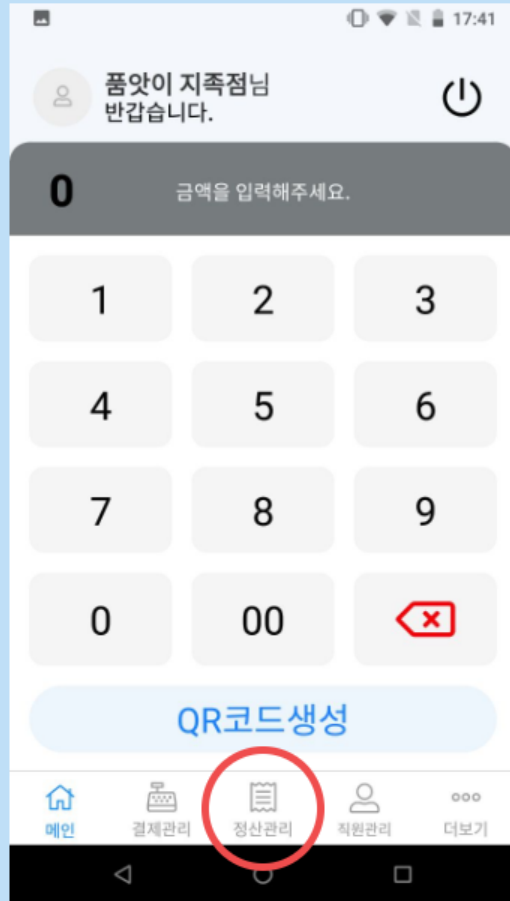 17:41
품앗이 지족점님
반갑습니다.
0 금액을 입력해주세요.
1 2 3
4 5 6
7 8 9
0 00
QR코드생성
메인 결제관리 정산관리 직원관리 더보기